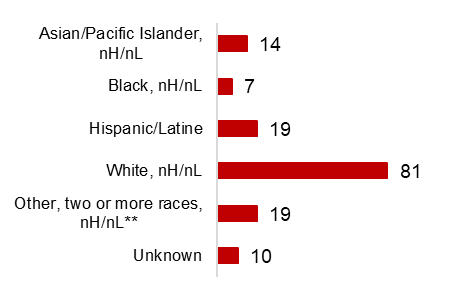 Asian/Pacific Islander,
nH/nL
14
Black, nH/nL
7
Hispanic/Latine
19
White, nH/nL
81
Other, two or more races,
nH/nL**
19
Unknown
10